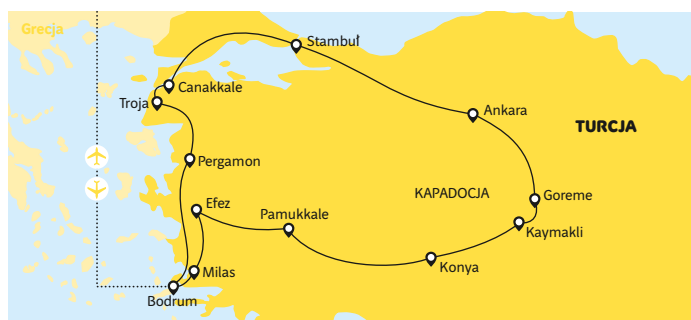 Grecja
Stambuł
Canakkale
Troja
Ankara
TURCJA
Pergamon
KAPADOCJA
Goreme
Efez
Pamukkale
Kaymakli
Konya
Milas
Bodrum